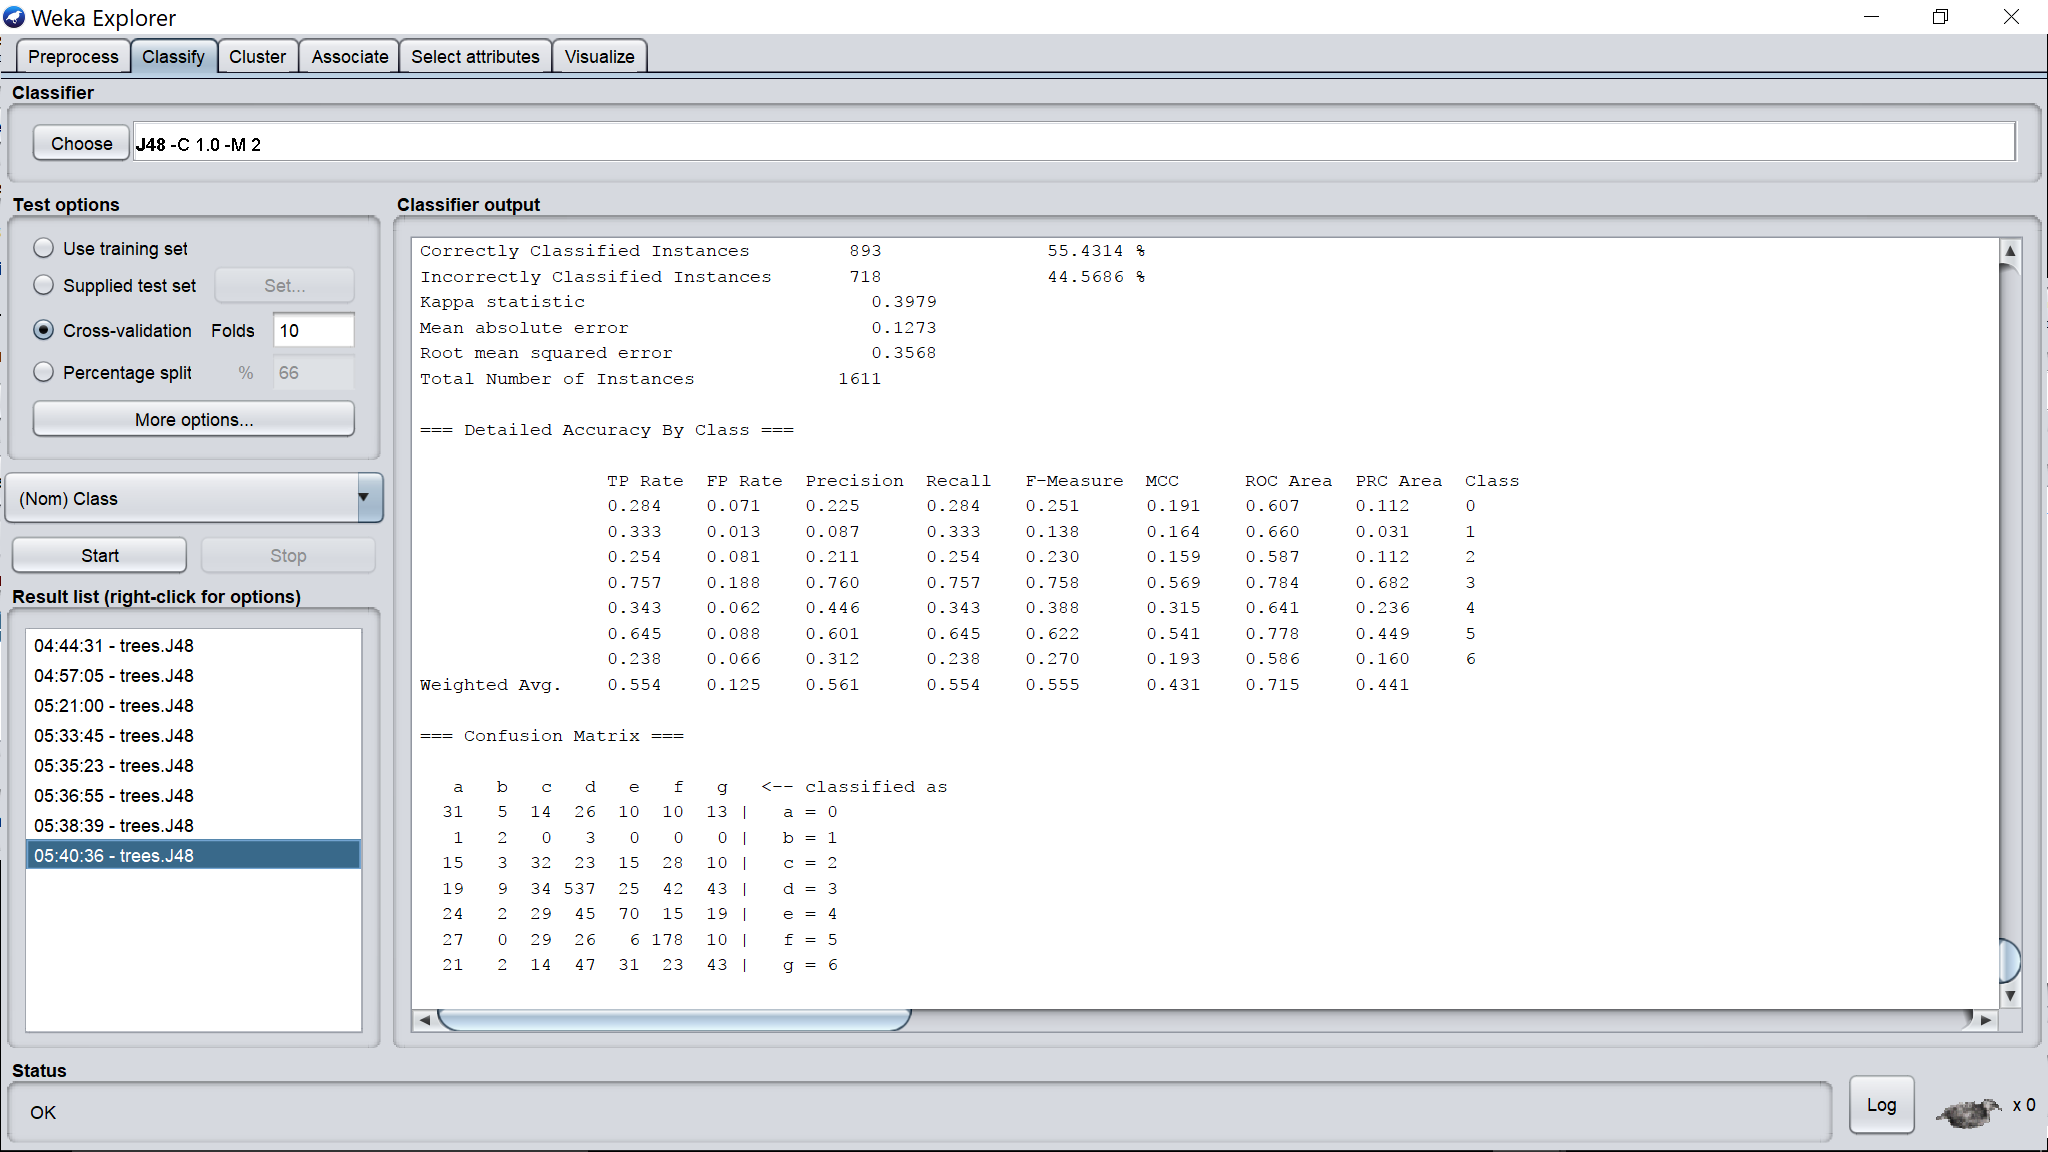 Weka Explorer
Preprocess Classify Cluster Associate Select attributes Visualize
Classifier
Choose J48 -C 1.0 -M 2
Test options
Use training set
Supplied test set Set...
Cross-validation Folds 10
Percentage split % 66
More options...
(Nom) Class
Start Stop
Result list (right-click for options)
04:44:31 - trees.J48
04:57:05 - trees.J48
05:21:00 - trees.J48
05:33:45 - trees.J48
05:35:23 - trees.J48
05:36:55 - trees.J48
05:38:39 - trees.J48
05:40:36 - trees.J48
Classifier output
Correctly Classified Instances 893 55.4314 %
Incorrectly Classified Instances 718 44.5686 %
Kappa statistic 0.3979
Mean absolute error 0.1273
Root mean squared error 0.3568
Total Number of Instances 1611
=== Detailed Accuracy By Class ===
TP Rate FP Rate Precision Recall F-Measure MCC ROC Area PRC Area Class
0.284 0.071 0.225 0.284 0.251 0.191 0.607 0.112 0
0.333 0.013 0.087 0.333 0.138 0.164 0.660 0.031 1
0.254 0.081 0.211 0.254 0.230 0.159 0.587 0.112 2
0.757 0.188 0.760 0.757 0.758 0.569 0.784 0.682 3
0.343 0.062 0.446 0.343 0.388 0.315 0.641 0.236 4
0.645 0.088 0.601 0.645 0.622 0.541 0.778 0.449 5
0.238 0.066 0.312 0.238 0.270 0.193 0.586 0.160 6
Weighted Avg. 0.554 0.125 0.561 0.554 0.555 0.431 0.715 0.441
=== Confusion Matrix ===
a b c d e f g <-- classified as
31 5 14 26 10 10 13 | a = 0
1 2 0 3 0 0 0 | b = 1
15 3 32 23 15 28 10 | c = 2
19 9 34 537 25 42 43 | d = 3
24 2 29 45 70 15 19 | e = 4
27 0 29 26 6 178 10 | f = 5
21 2 14 47 31 23 43 | g = 6
Status
OK
Log
x 0